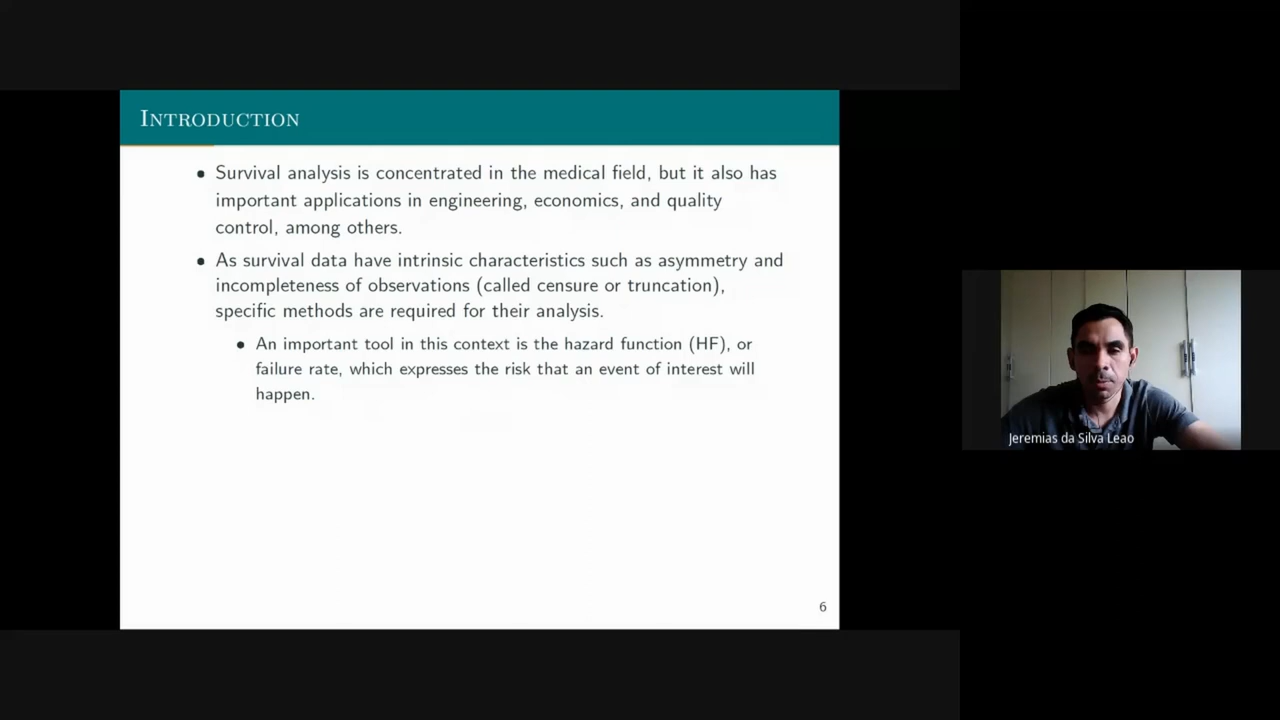 Introduction
• Survival analysis is concentrated in the medical field, but it also has
important applications in engineering, economics, and quality
control, among others.
• As survival data have intrinsic characteristics such as asymmetry and
incompleteness of observations (called censure or truncation),
specific methods are required for their analysis.
• An important tool in this context is the hazard function (HF), or
failure rate, which expresses the risk that an event of interest will
happen.
6
Jeremias da Silva Leao